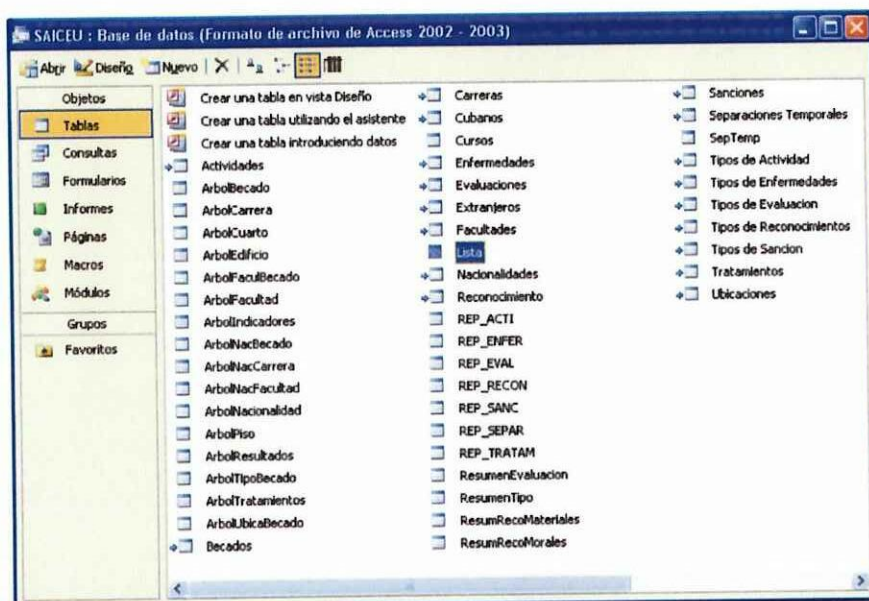 SAICEU : Base de datos (Formato de archivo de Access 2002 - 2003)
Abrir Diseño Nuevo
Objetos
Tablas
Consultas
Formularios
Informes
Páginas
Macros
Módulos
Grupos
Favoritos
Crear una tabla en vista Diseño
Crear una tabla utilizando el asistente
Crear una tabla introduciendo datos
Actividades
ArbolBecado
ArbolCarrera
ArbolCuarto
ArbolEdificio
ArbolFaculBecado
ArbolFacultad
ArbolIndicadores
ArbolNacBecado
ArbolNacCarrera
ArbolNacFacultad
ArbolNacionalidad
ArbolPiso
ArbolResultados
ArbolTipoBecado
ArbolTratamientos
ArbolUbicaBecado
Becados
Carreras
Cubanos
Cursos
Enfermedades
Evaluaciones
Extranjeros
Facultades
Lista
Nacionalidades
Reconocimiento
REP_ACTI
REP_ENFER
REP_EVAL
REP_RECON
REP_SANC
REP_SEPAR
REP_TRATAM
ResumenEvaluacion
ResumenTipo
ResumRecoMateriales
ResumRecoMorales
Sanciones
Separaciones Temporales
SepTemp
Tipos de Actividad
Tipos de Enfermedades
Tipos de Evaluacion
Tipos de Reconocimientos
Tipos de Sancion
Tratamientos
Ubicaciones